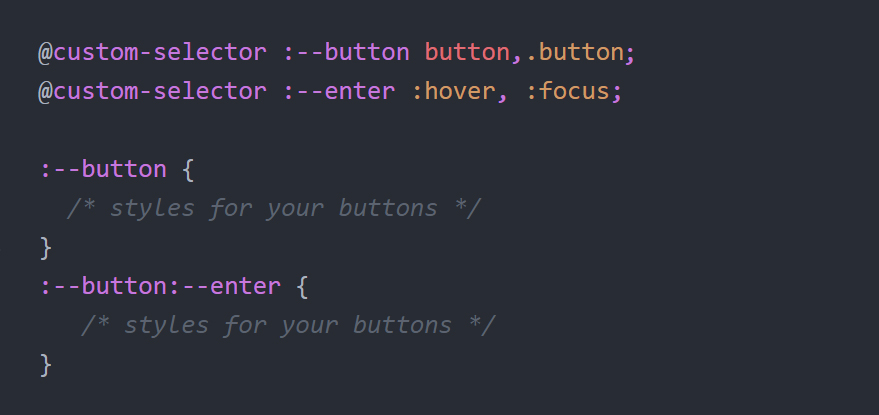 @custom-selector :--button button,.button;
@custom-selector :--enter :hover, :focus;
:--button {
/* styles for your buttons */
}
:--button:--enter {
/* styles for your buttons */
}